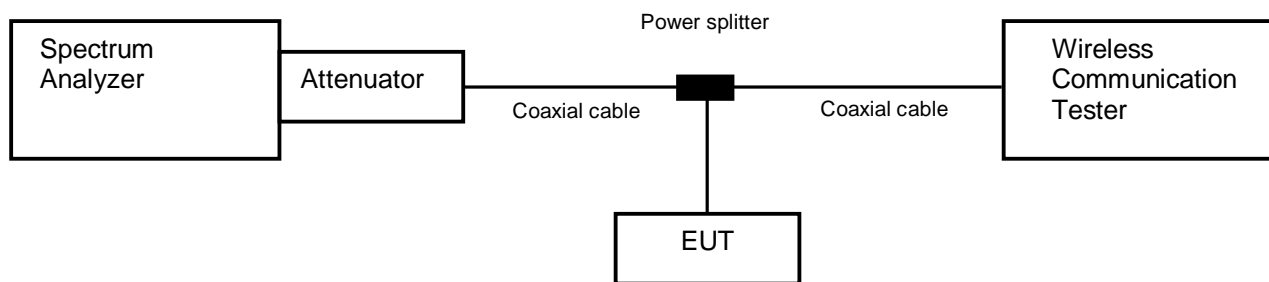 Power splitter
Spectrum
Analyzer
Attenuator
Coaxial cable
Coaxial cable
Wireless
Communication
Tester
EUT